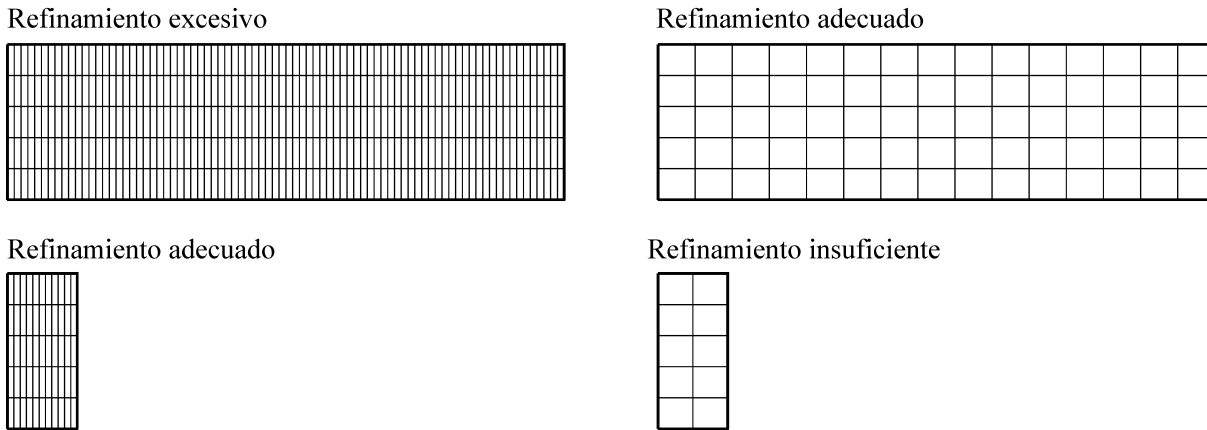 Refinamiento excesivo
Refinamiento adecuado
Refinamiento adecuado
Refinamiento insuficiente